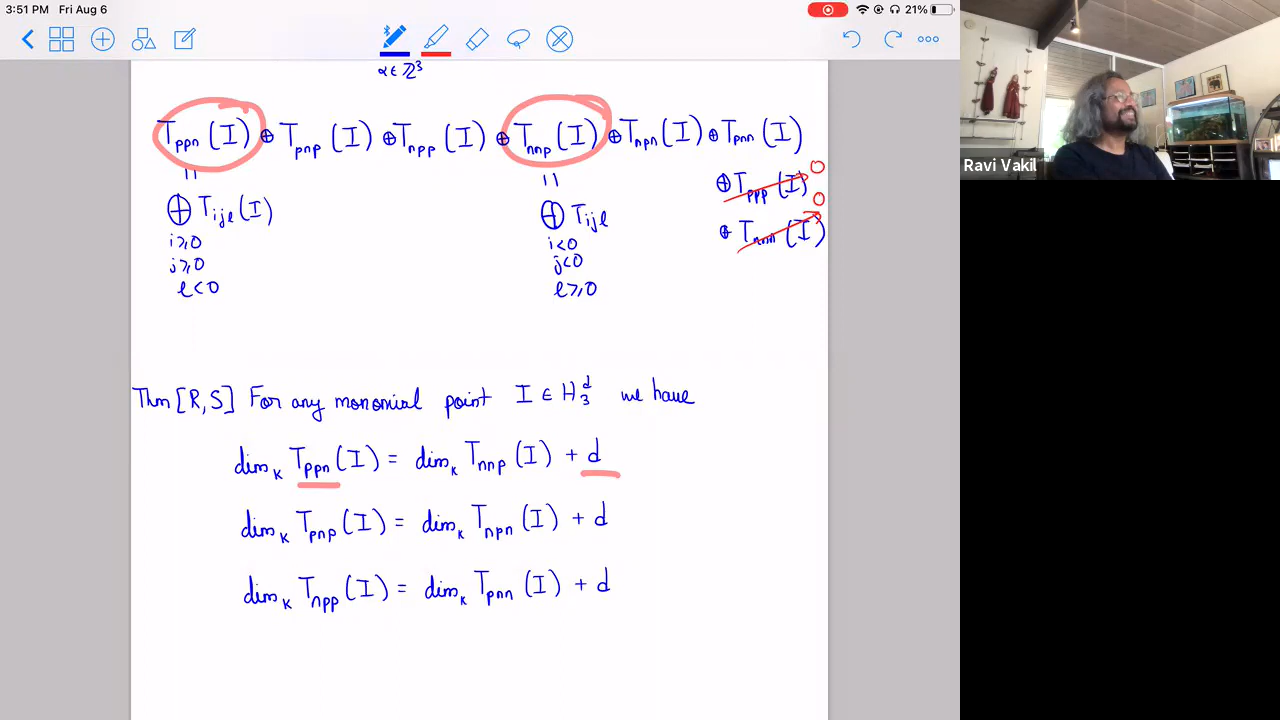 3:51 PM Fri Aug 6
21%
α ∈ ℤ³
T_ppn (I) ⊕ T_pnp (I) ⊕ T_npp (I) ⊕ T_nnp (I) ⊕ T_npn (I) ⊕ T_pnn (I)
⊕ T_ppp (I) 0
⊕ T_nnn (I) 0
= =
⊕ T_ijℓ (I)
i ≥ 0
j ≥ 0
ℓ < 0
⊕ T_ijℓ
i < 0
j < 0
ℓ ≥ 0
Thm [R, S] For any monomial point I ∈ H_3^d we have
dim_k T_ppn (I) = dim_k T_nnp (I) + d
dim_k T_pnp (I) = dim_k T_npn (I) + d
dim_k T_npp (I) = dim_k T_pnn (I) + d
Ravi Vakil